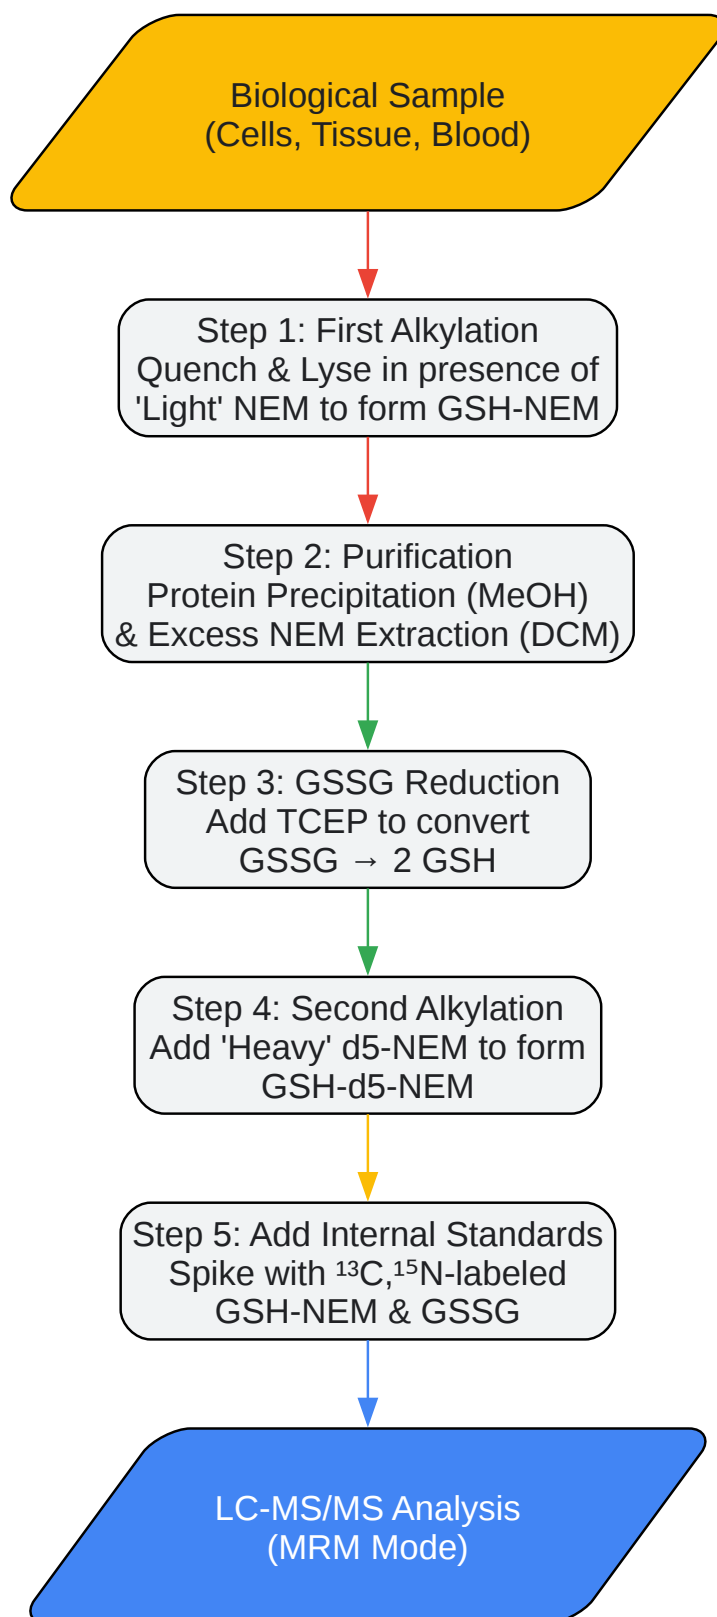 Biological Sample
(Cells, Tissue, Blood)
Step 1: First Alkylation
Quench & Lyse in presence of
'Light' NEM to form GSH-NEM
Step 2: Purification
Protein Precipitation (MeOH)
& Excess NEM Extraction (DCM)
Step 3: GSSG Reduction
Add TCEP to convert
GSSG → 2 GSH
Step 4: Second Alkylation
Add 'Heavy' d5-NEM to form
GSH-d5-NEM
Step 5: Add Internal Standards
Spike with ¹³C,¹⁵N-labeled
GSH-NEM & GSSG
LC-MS/MS Analysis
(MRM Mode)